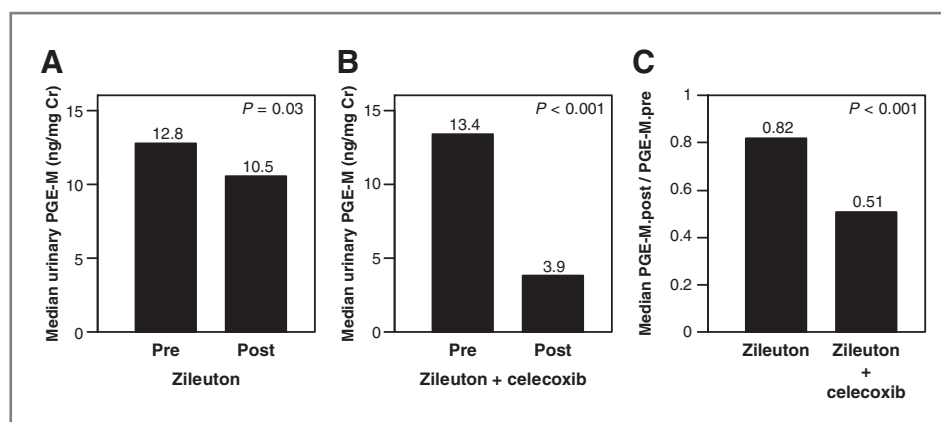 A
Median urinary PGE-M (ng/mg Cr)
15
10
5
0
P = 0.03
12.8
10.5
Pre Post
Zileuton
B
Median urinary PGE-M (ng/mg Cr)
15
10
5
0
P < 0.001
13.4
3.9
Pre Post
Zileuton + celecoxib
C
Median PGE-M.post / PGE-M.pre
1
0.8
0.6
0.4
0.2
0
P < 0.001
0.82
0.51
Zileuton
Zileuton
+
celecoxib